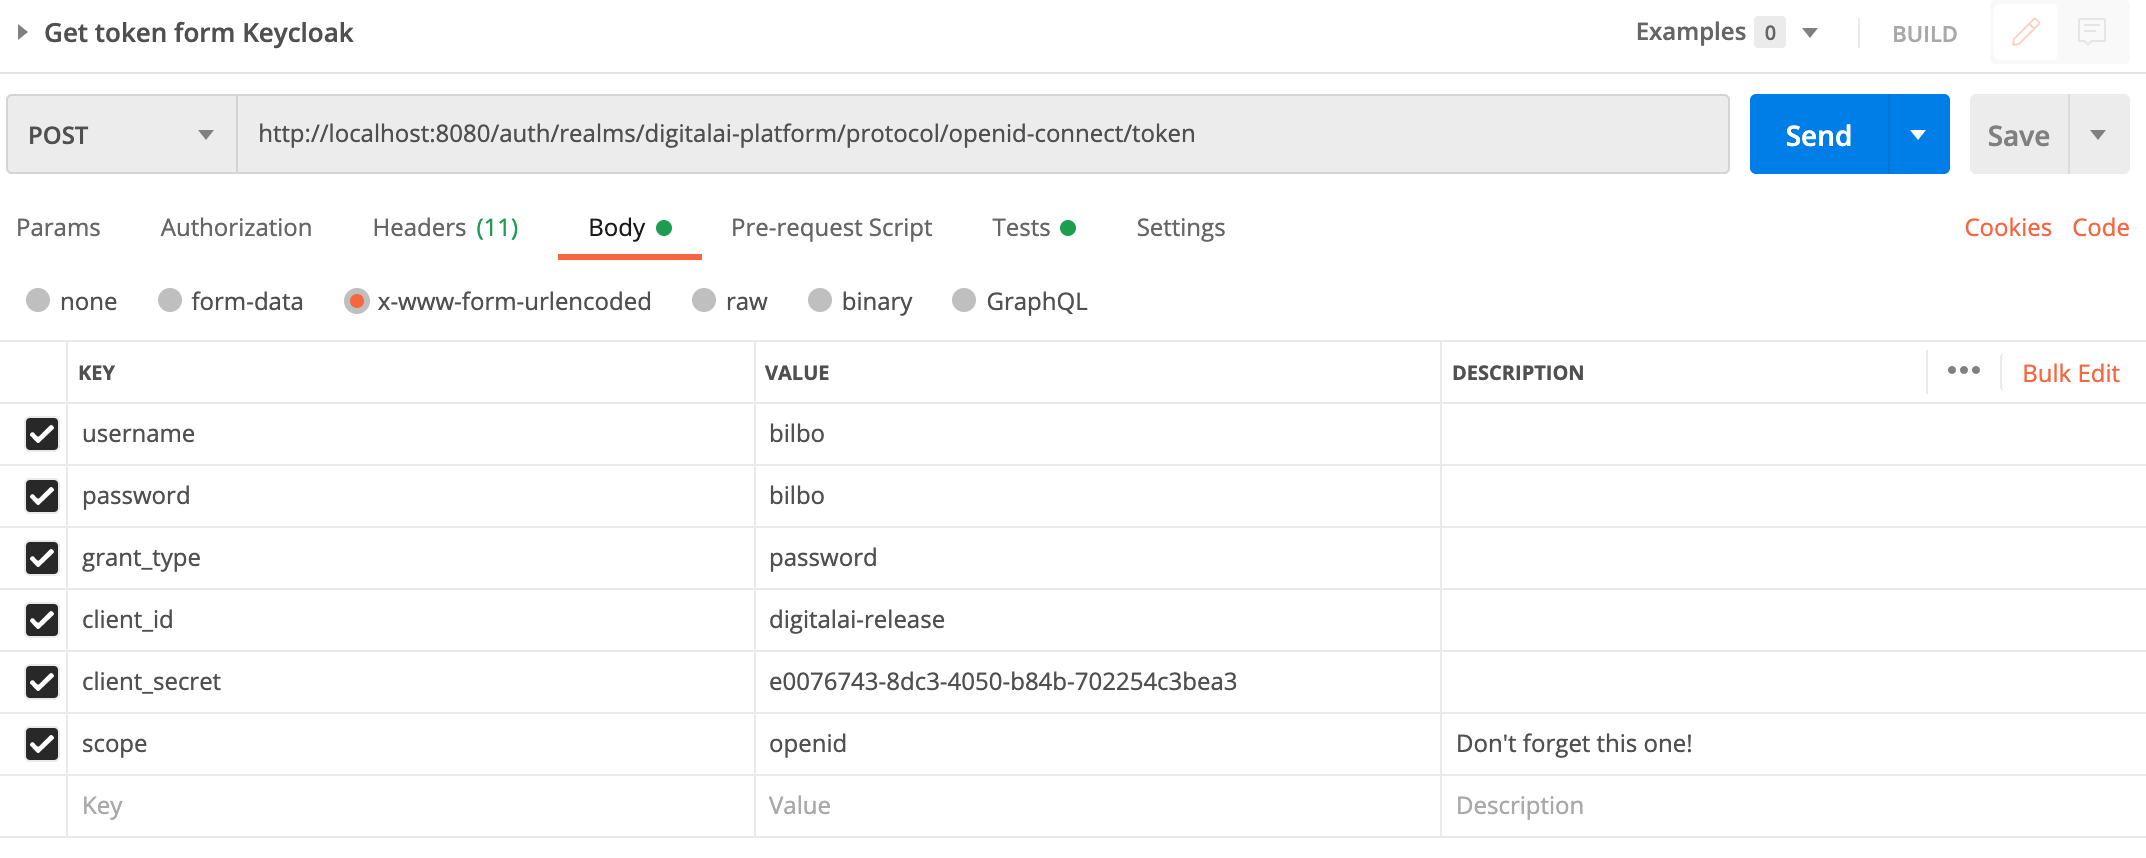 Get token form Keycloak Examples 0 BUILD
POST http://localhost:8080/auth/realms/digitalai-platform/protocol/openid-connect/token Send Save
Params Authorization Headers (11) Body Pre-request Script Tests Settings Cookies Code
none form-data x-www-form-urlencoded raw binary GraphQL
KEY VALUE DESCRIPTION ••• Bulk Edit
username bilbo
password bilbo
grant_type password
client_id digitalai-release
client_secret e0076743-8dc3-4050-b84b-702254c3bea3
scope openid Don't forget this one!
Key Value Description